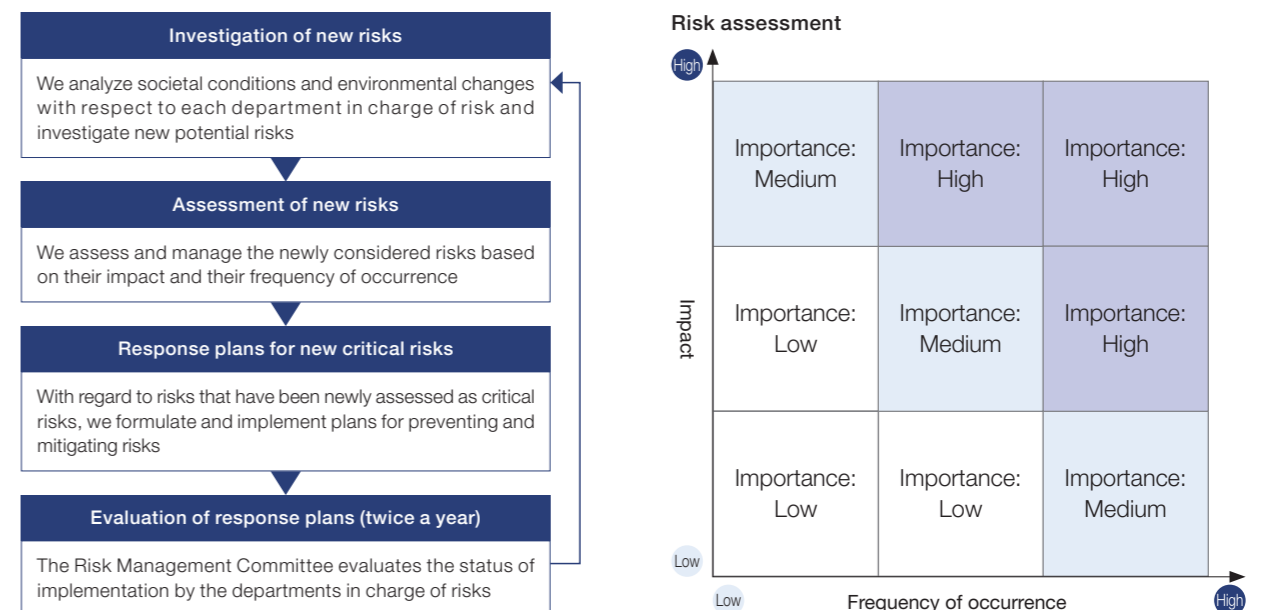 Investigation of new risks
We analyze societal conditions and environmental changes
with respect to each department in charge of risk and
investigate new potential risks
Assessment of new risks
We assess and manage the newly considered risks based
on their impact and their frequency of occurrence
Response plans for new critical risks
With regard to risks that have been newly assessed as critical
risks, we formulate and implement plans for preventing and
mitigating risks
Evaluation of response plans (twice a year)
The Risk Management Committee evaluates the status of
implementation by the departments in charge of risks
Risk assessment
High
Importance:
Medium
Importance:
High
Importance:
High
Impact
Importance:
Low
Importance:
Medium
Importance:
High
Importance:
Low
Importance:
Low
Importance:
Medium
Low
Low
Frequency of occurrence
High